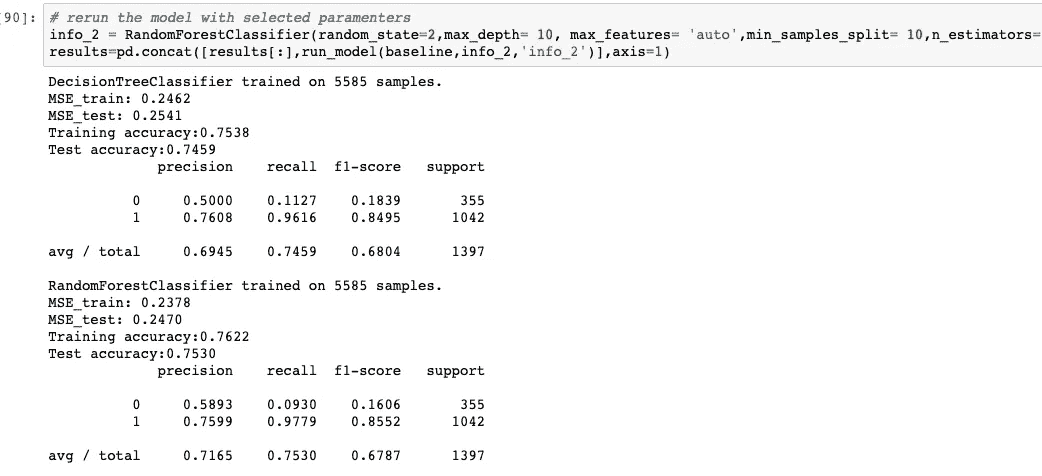 90]: # rerun the model with selected paramenters
info_2 = RandomForestClassifier(random_state=2,max_depth= 10, max_features= 'auto',min_samples_split= 10,n_estimators=
results=pd.concat([results[:],run_model(baseline,info_2,'info_2')],axis=1)
DecisionTreeClassifier trained on 5585 samples.
MSE_train: 0.2462
MSE_test: 0.2541
Training accuracy:0.7538
Test accuracy:0.7459
precision recall f1-score support
0 0.5000 0.1127 0.1839 355
1 0.7608 0.9616 0.8495 1042
avg / total 0.6945 0.7459 0.6804 1397
RandomForestClassifier trained on 5585 samples.
MSE_train: 0.2378
MSE_test: 0.2470
Training accuracy:0.7622
Test accuracy:0.7530
precision recall f1-score support
0 0.5893 0.0930 0.1606 355
1 0.7599 0.9779 0.8552 1042
avg / total 0.7165 0.7530 0.6787 1397